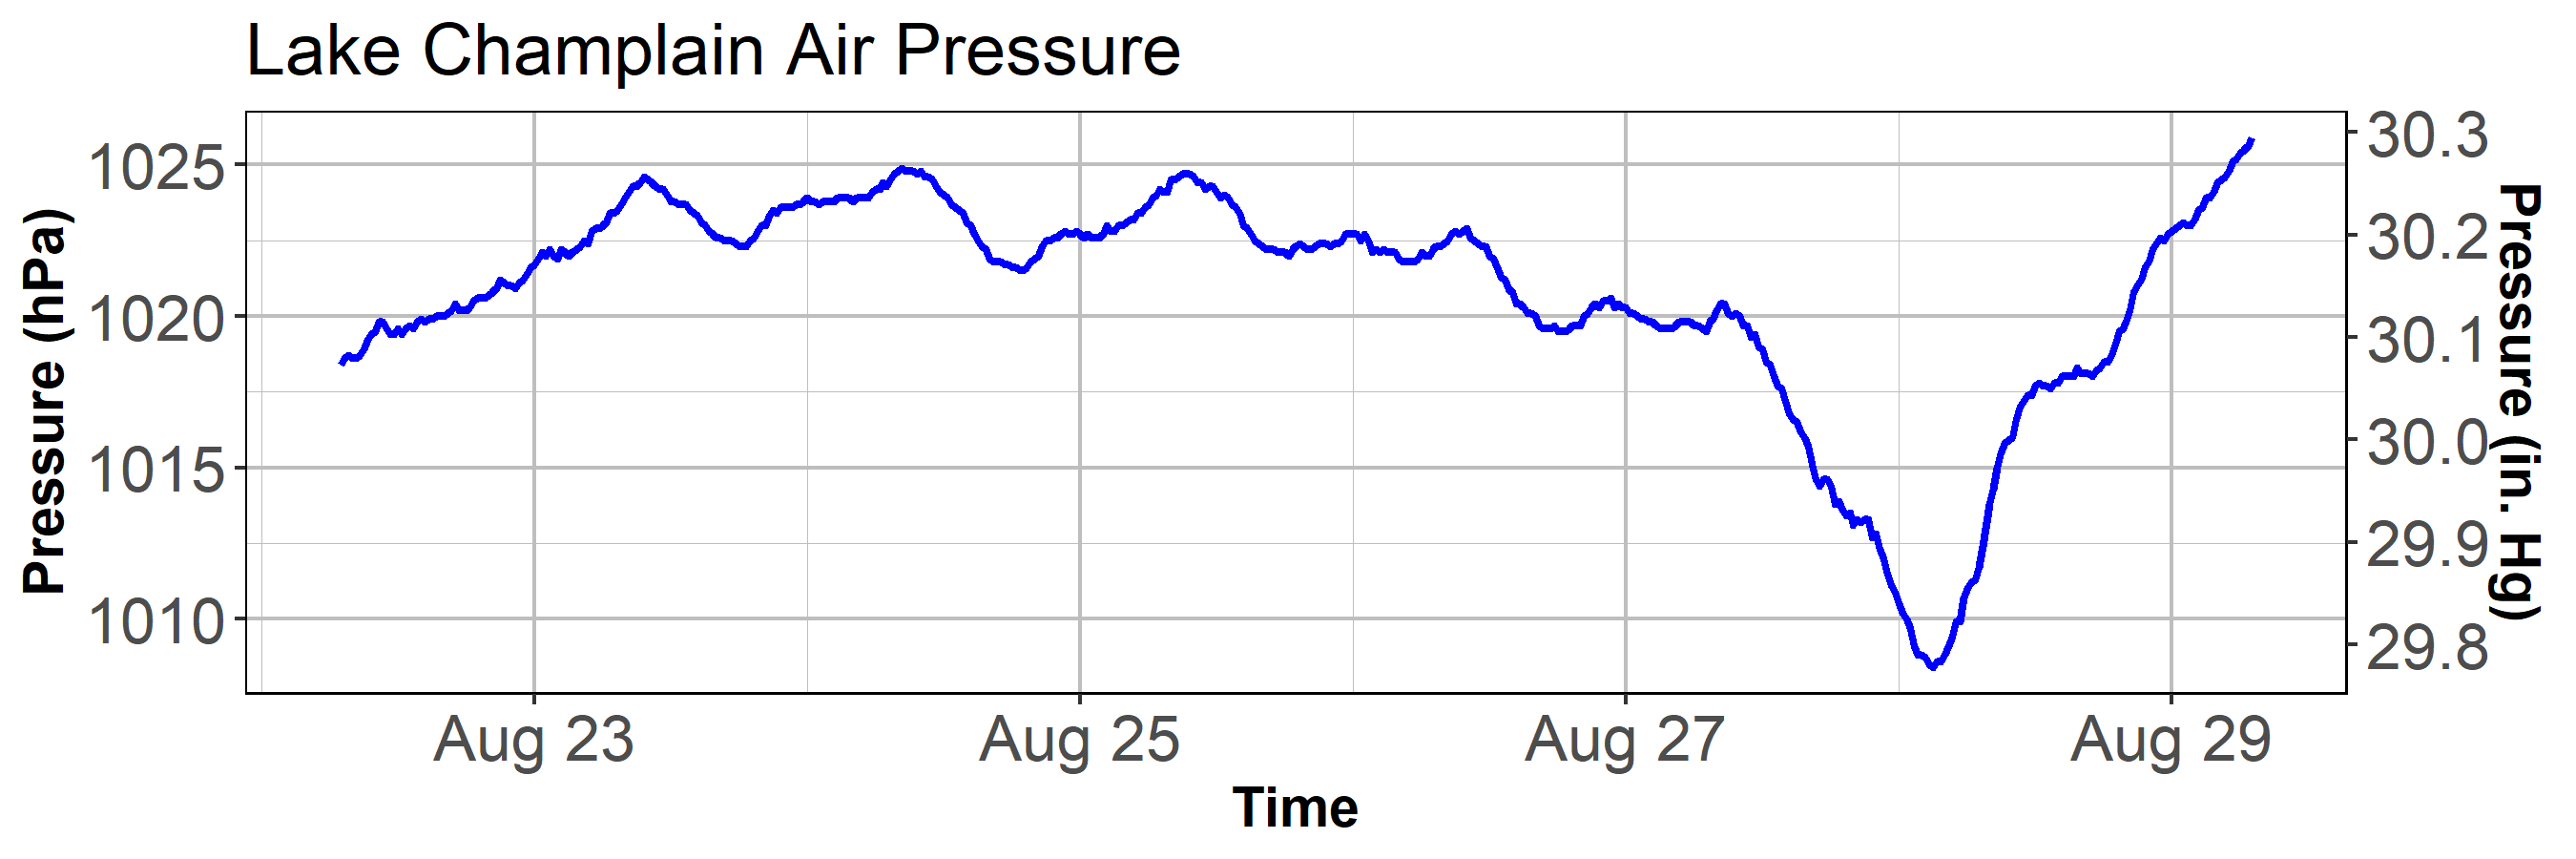 Lake Champlain Air Pressure
Pressure (hPa)
1025
1020
1015
1010
30.3
30.2
30.1
30.0
29.9
29.8
Pressure (in. Hg)
Aug 23 Aug 25 Aug 27 Aug 29
Time